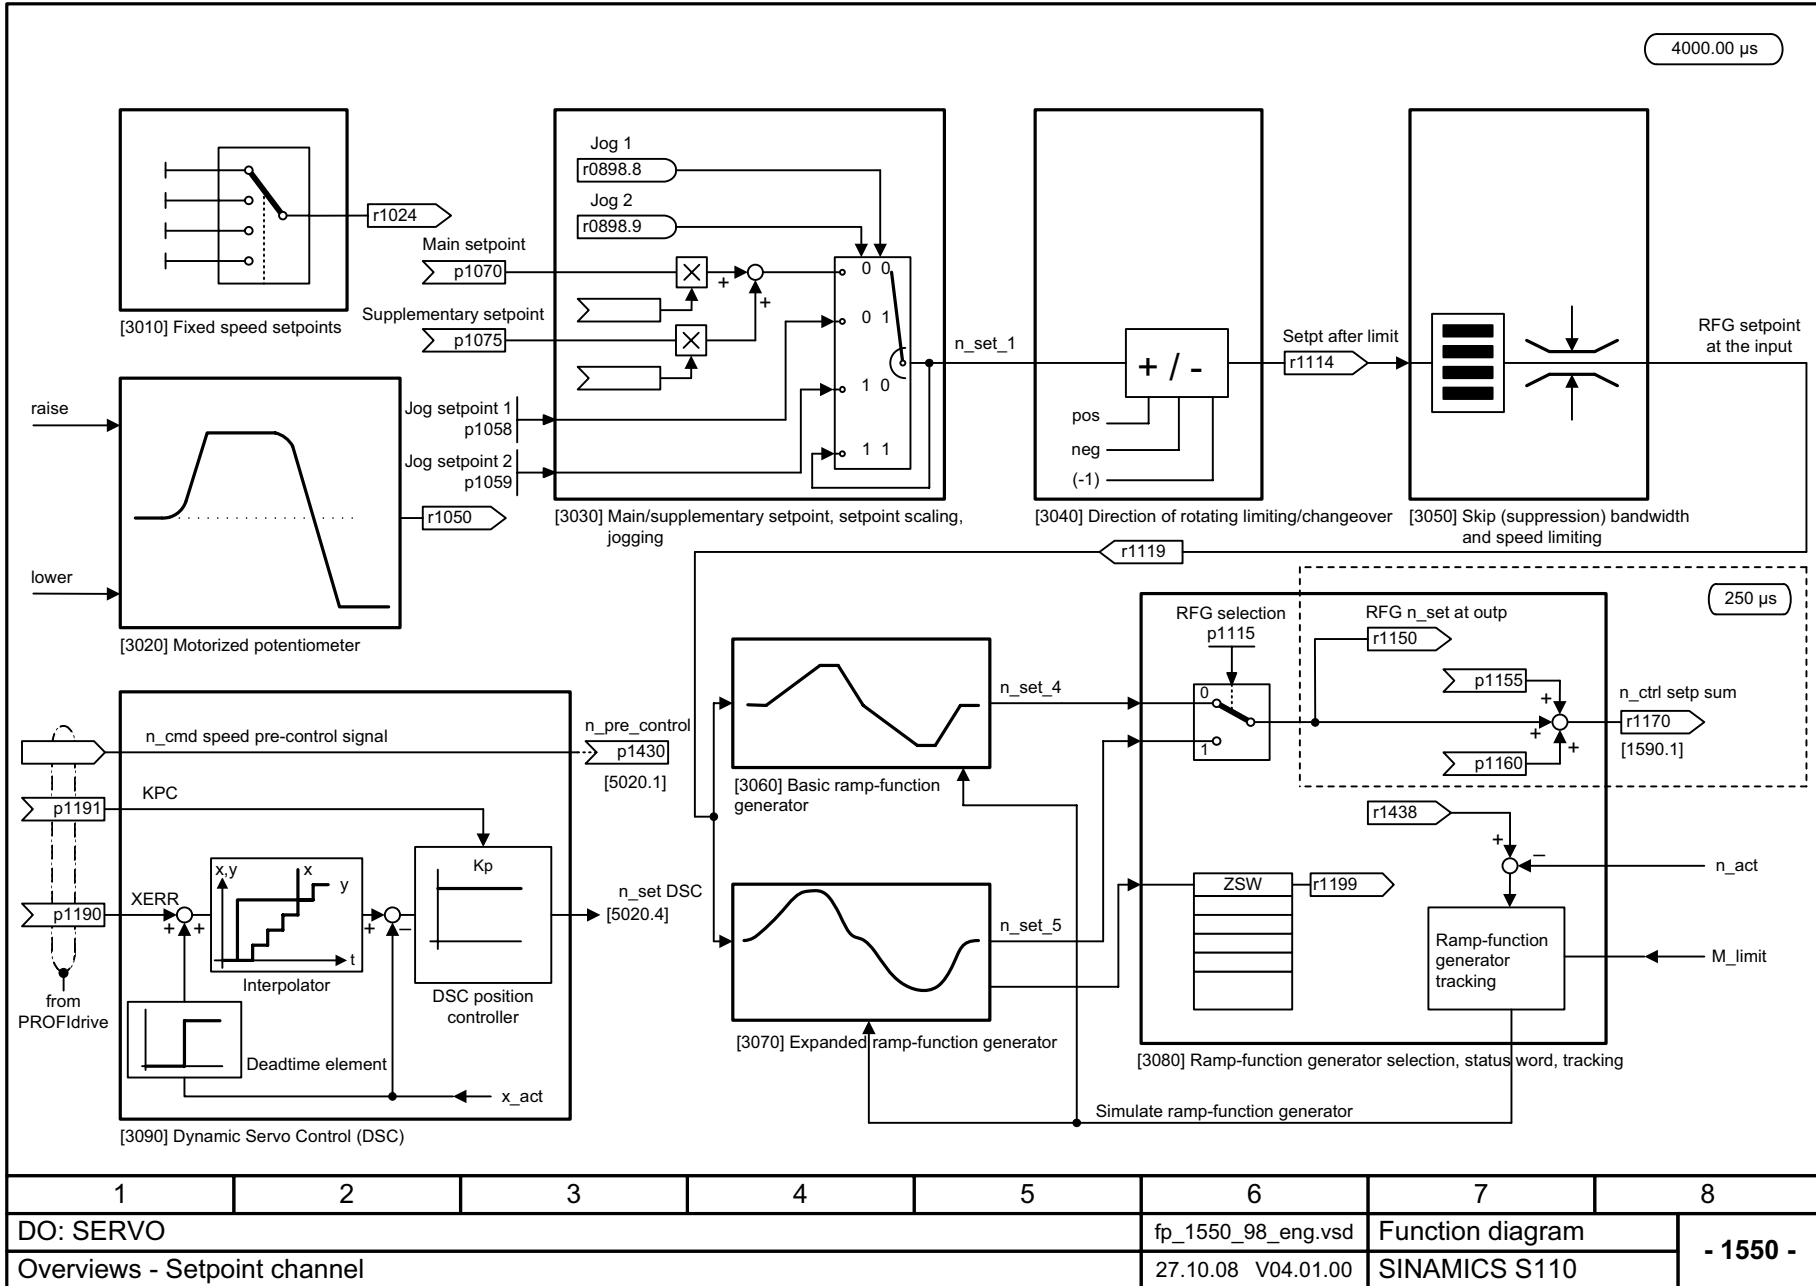 4000.00 µs
r1024
[3010] Fixed speed setpoints
raise
lower
r1050
[3020] Motorized potentiometer
Jog 1
r0898.8
Jog 2
r0898.9
Main setpoint
p1070
+
Supplementary setpoint
p1075
+
0 0
0 1
1 0
1 1
Jog setpoint 1
p1058
Jog setpoint 2
p1059
[3030] Main/supplementary setpoint, setpoint scaling,
jogging
n_set_1
+ / -
pos
neg
(-1)
[3040] Direction of rotating limiting/changeover
Setpt after limit
r1114
[3050] Skip (suppression) bandwidth
and speed limiting
RFG setpoint
at the input
r1119
250 µs
n_cmd speed pre-control signal
n_pre_control
p1430
[5020.1]
p1191
KPC
p1190
XERR
+
+
x,y
x
y
t
Interpolator
+
–
Kp
DSC position
controller
n_set DSC
[5020.4]
from
PROFIdrive
Deadtime element
x_act
[3090] Dynamic Servo Control (DSC)
[3060] Basic ramp-function
generator
n_set_4
[3070] Expanded ramp-function generator
n_set_5
RFG selection
p1115
0
1
RFG n_set at outp
r1150
p1155
+
+
+
p1160
n_ctrl setp sum
r1170
[1590.1]
r1438
+
–
n_act
ZSW
r1199
Ramp-function
generator
tracking
M_limit
[3080] Ramp-function generator selection, status word, tracking
Simulate ramp-function generator
1 2 3 4 5 6 7 8
DO: SERVO
fp_1550_98_eng.vsd
Function diagram
- 1550 -
Overviews - Setpoint channel
27.10.08 V04.01.00
SINAMICS S110